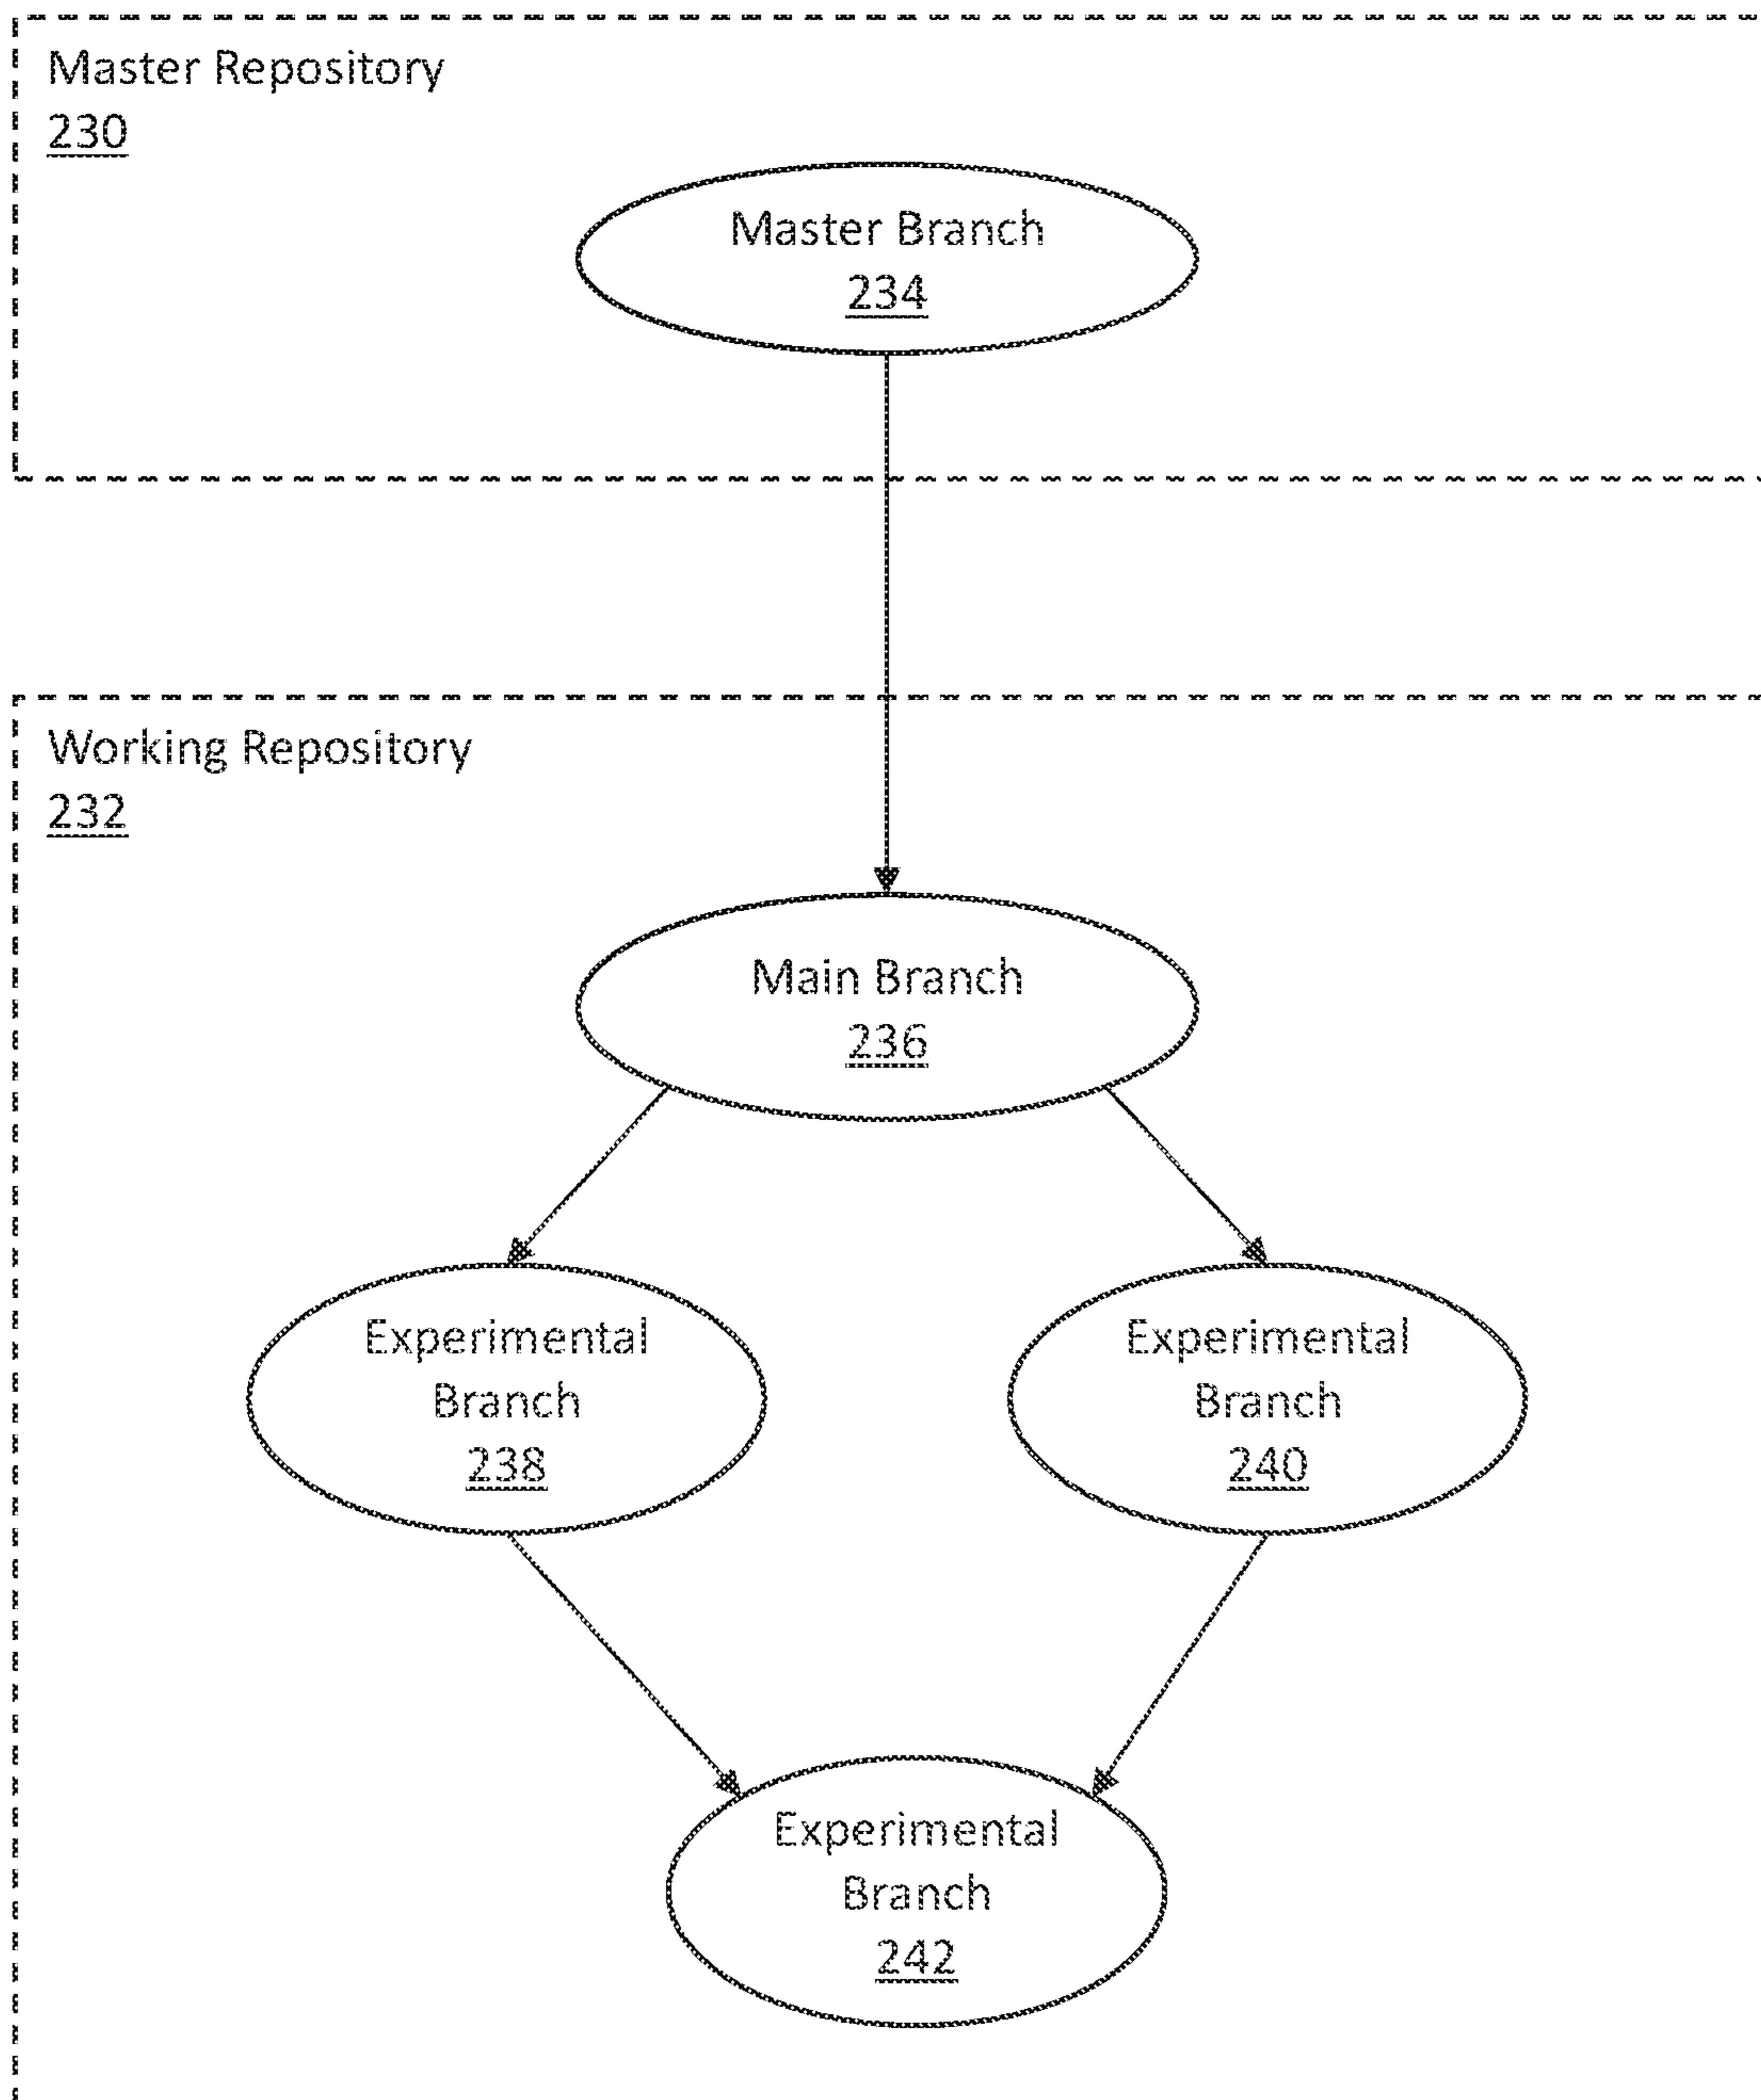 Master Repository
230
Master Branch
234
Working Repository
232
Main Branch
236
Experimental
Branch
238
Experimental
Branch
240
Experimental
Branch
242